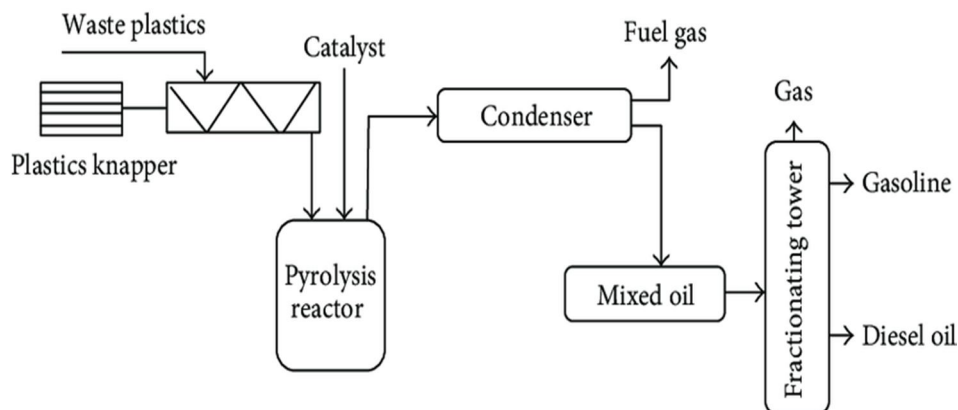 Waste plastics
Catalyst
Fuel gas
Gas
Condenser
Plastics knapper
Gasoline
Pyrolysis
reactor
Mixed oil
Fractionating tower
Diesel oil